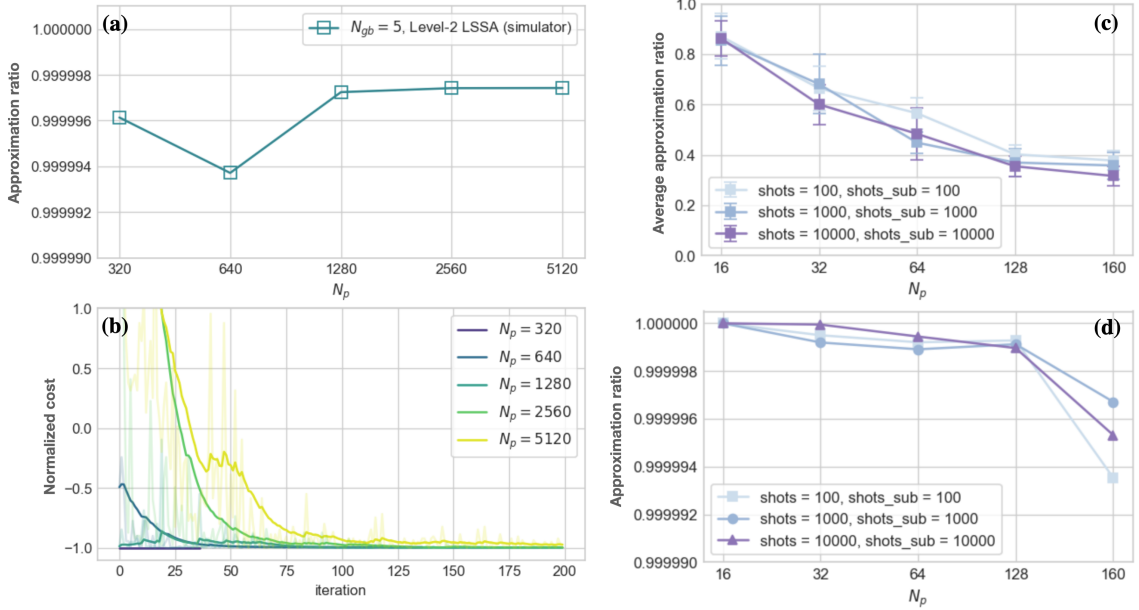 (a)
N_gb = 5, Level-2 LSSA (simulator)
1.000000
0.999998
0.999996
0.999994
0.999992
0.999990
Approximation ratio
320 640 1280 2560 5120
N_p
(b)
N_p = 320
N_p = 640
N_p = 1280
N_p = 2560
N_p = 5120
1.0
0.5
0.0
−0.5
−1.0
Normalized cost
0 25 50 75 100 125 150 175 200
iteration
(c)
1.0
0.8
0.6
0.4
0.2
0.0
Average approximation ratio
shots = 100, shots_sub = 100
shots = 1000, shots_sub = 1000
shots = 10000, shots_sub = 10000
16 32 64 128 160
N_p
(d)
1.000000
0.999998
0.999996
0.999994
0.999992
0.999990
Approximation ratio
shots = 100, shots_sub = 100
shots = 1000, shots_sub = 1000
shots = 10000, shots_sub = 10000
16 32 64 128 160
N_p